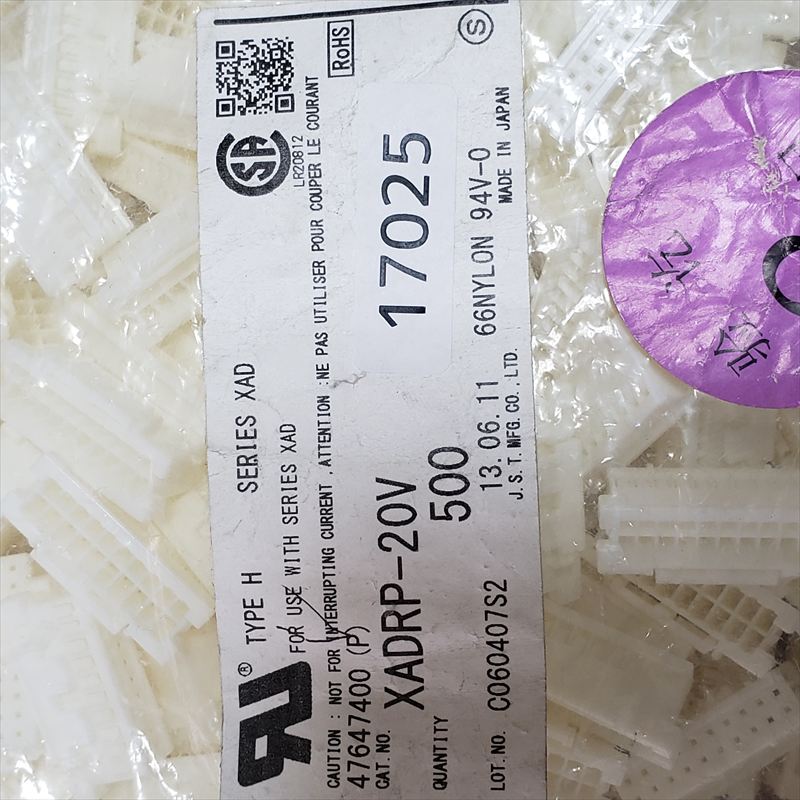 TYPE H SERIES XAD
FOR USE WITH SERIES XAD
LR20812
RoHS
CAUTION : NOT FOR INTERRUPTING CURRENT ,ATTENTION :NE PAS UTILISER POUR COUPER LE COURANT
47647400 (P)
17025
CAT. NO. XADRP-20V
QUANTITY 500
66NYLON 94V-0
13.06.11
MADE IN JAPAN
LOT. NO. C060407S2
J.S.T. MFG. CO., LTD.
S